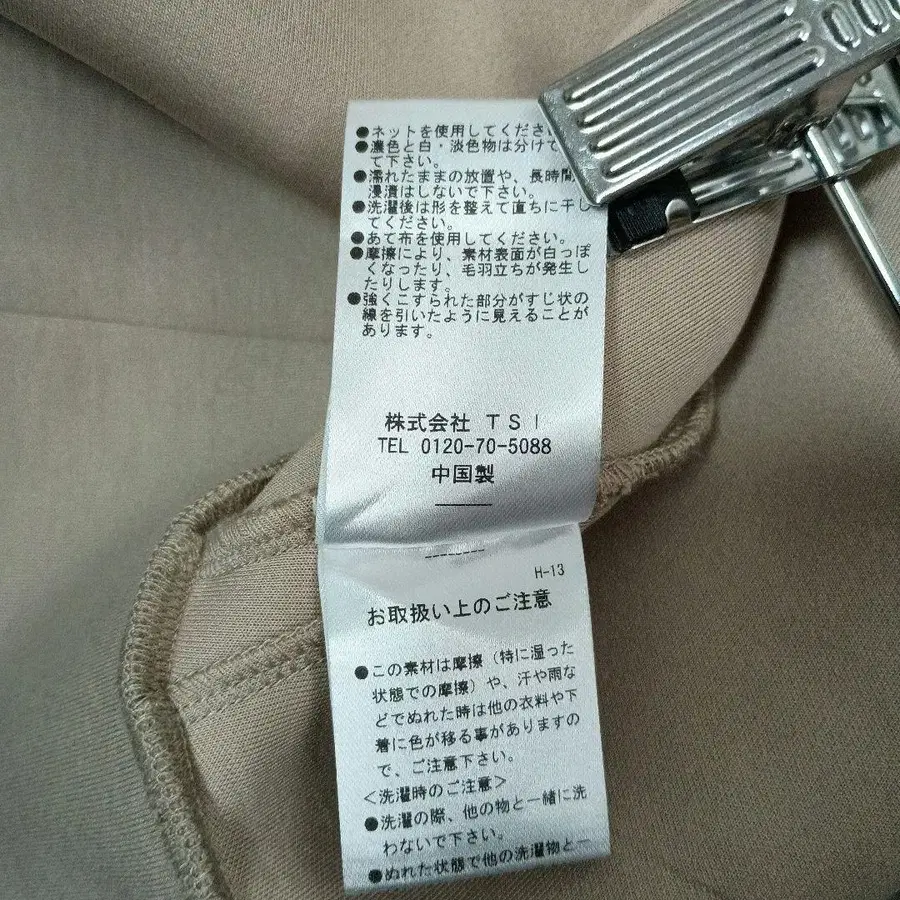 ●ネットを使用してくださ
●濃色と白・淡色物は分けて
て下さい。
●濡れたままの放置や、長時間
浸漬はしないで下さい。
●洗濯後は形を整えて直ちに干し
てください。
●あて布を使用してください。
●摩擦により、素材表面が白っぽ
くなったり、毛羽立ちが発生し
たりします。
●強くこすられた部分がすじ状の
線を引いたように見えることが
あります。
株式会社 TSI
TEL 0120-70-5088
中国製
H-13
お取扱い上のご注意
●この素材は摩擦（特に湿った
状態での摩擦）や、汗や雨な
どでぬれた時は他の衣料や下
着に色が移る事がありますの
で、ご注意下さい。
＜洗濯時のご注意＞
●洗濯の際、他の物と一緒に洗
わないで下さい。
●ぬれた状態で他の洗濯物と一